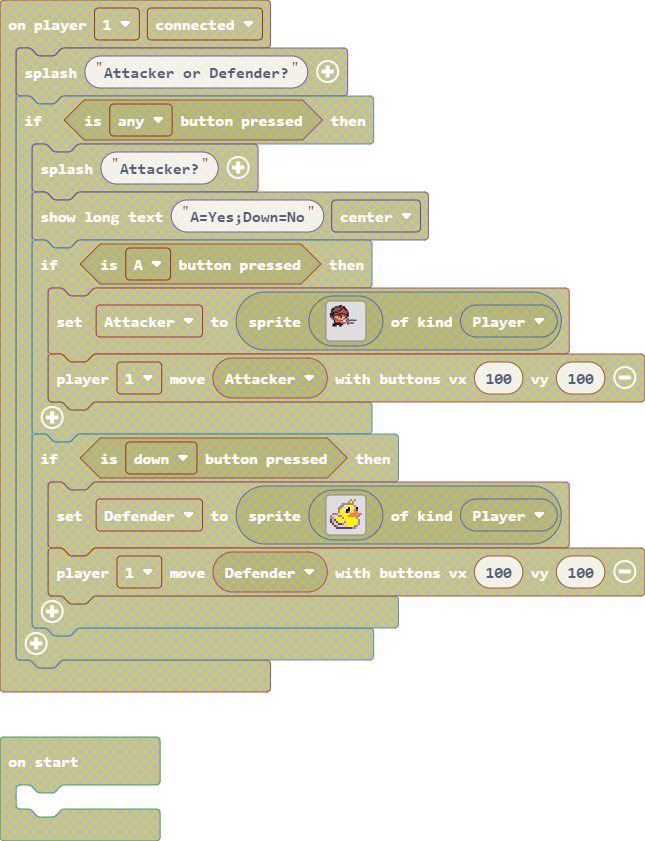 on player 1 connected
splash "Attacker or Defender?"
if is any button pressed then
splash "Attacker?"
show long text "A=Yes;Down=No" center
if is A button pressed then
set Attacker to sprite of kind Player
player 1 move Attacker with buttons vx 100 vy 100
if is down button pressed then
set Defender to sprite of kind Player
player 1 move Defender with buttons vx 100 vy 100
on start